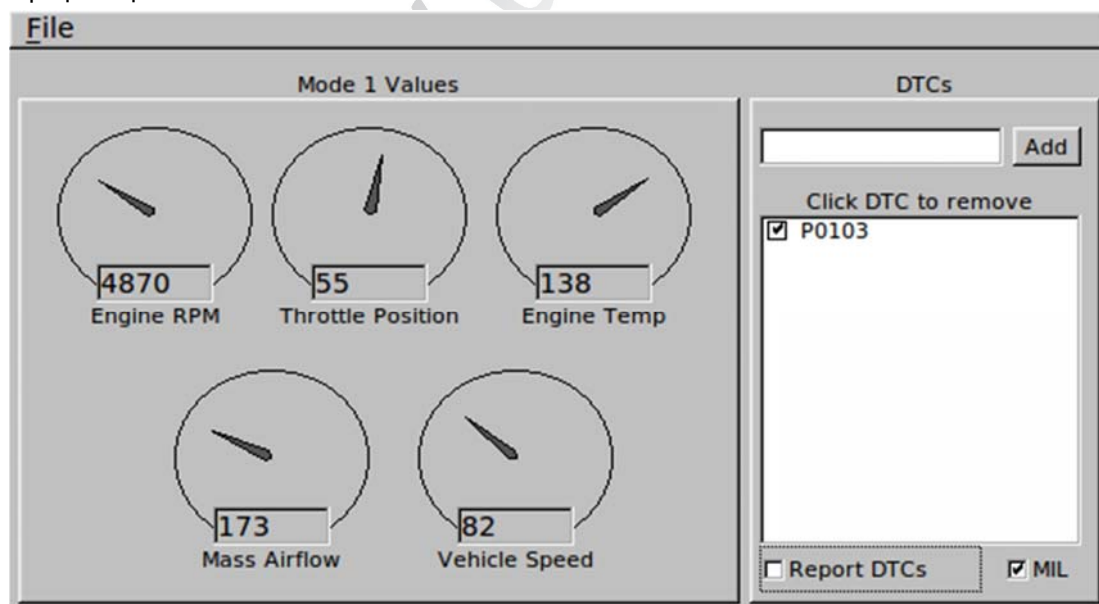 File
Mode 1 Values
DTCs
Add
Click DTC to remove
P0103
4870
55
138
Engine RPM
Throttle Position
Engine Temp
173
82
Mass Airflow
Vehicle Speed
Report DTCs
MIL